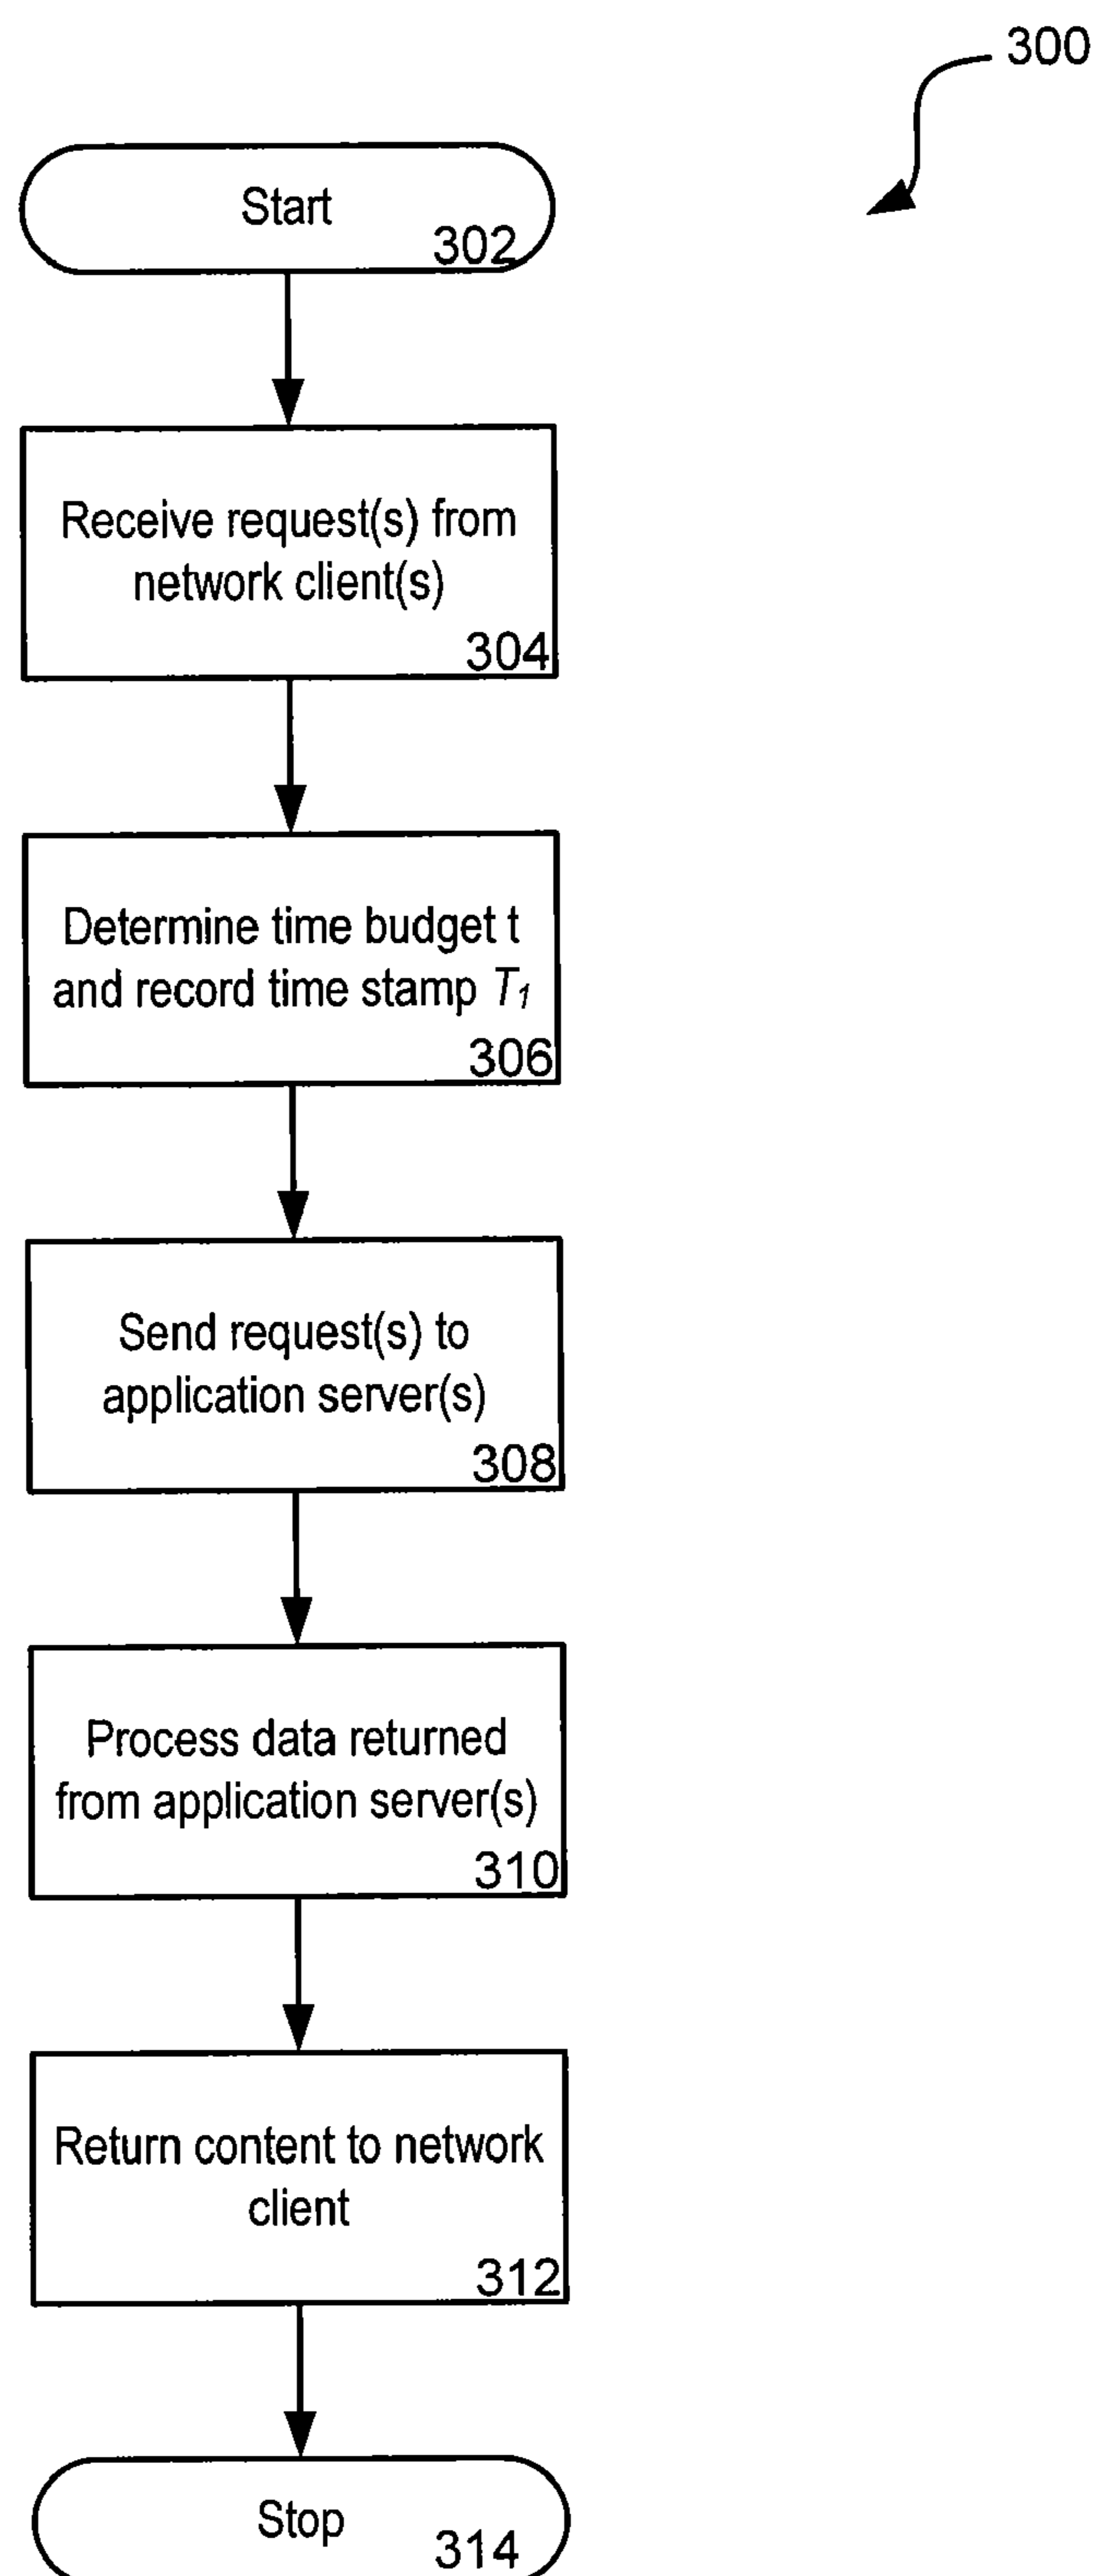 300
Start
302
Receive request(s) from
network client(s)
304
Determine time budget t
and record time stamp T₁
306
Send request(s) to
application server(s)
308
Process data returned
from application server(s)
310
Return content to network
client
312
Stop
314